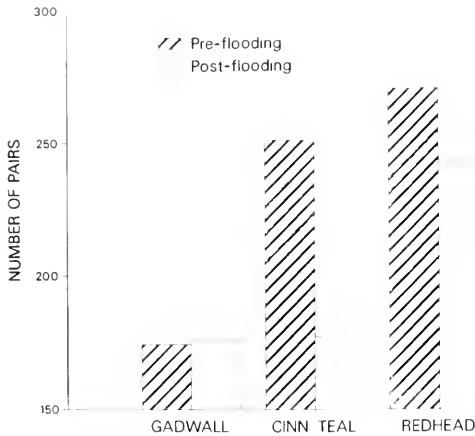 300
Pre-flooding
Post-flooding
250
NUMBER OF PAIRS
200
150
GADWALL CINN TEAL REDHEAD